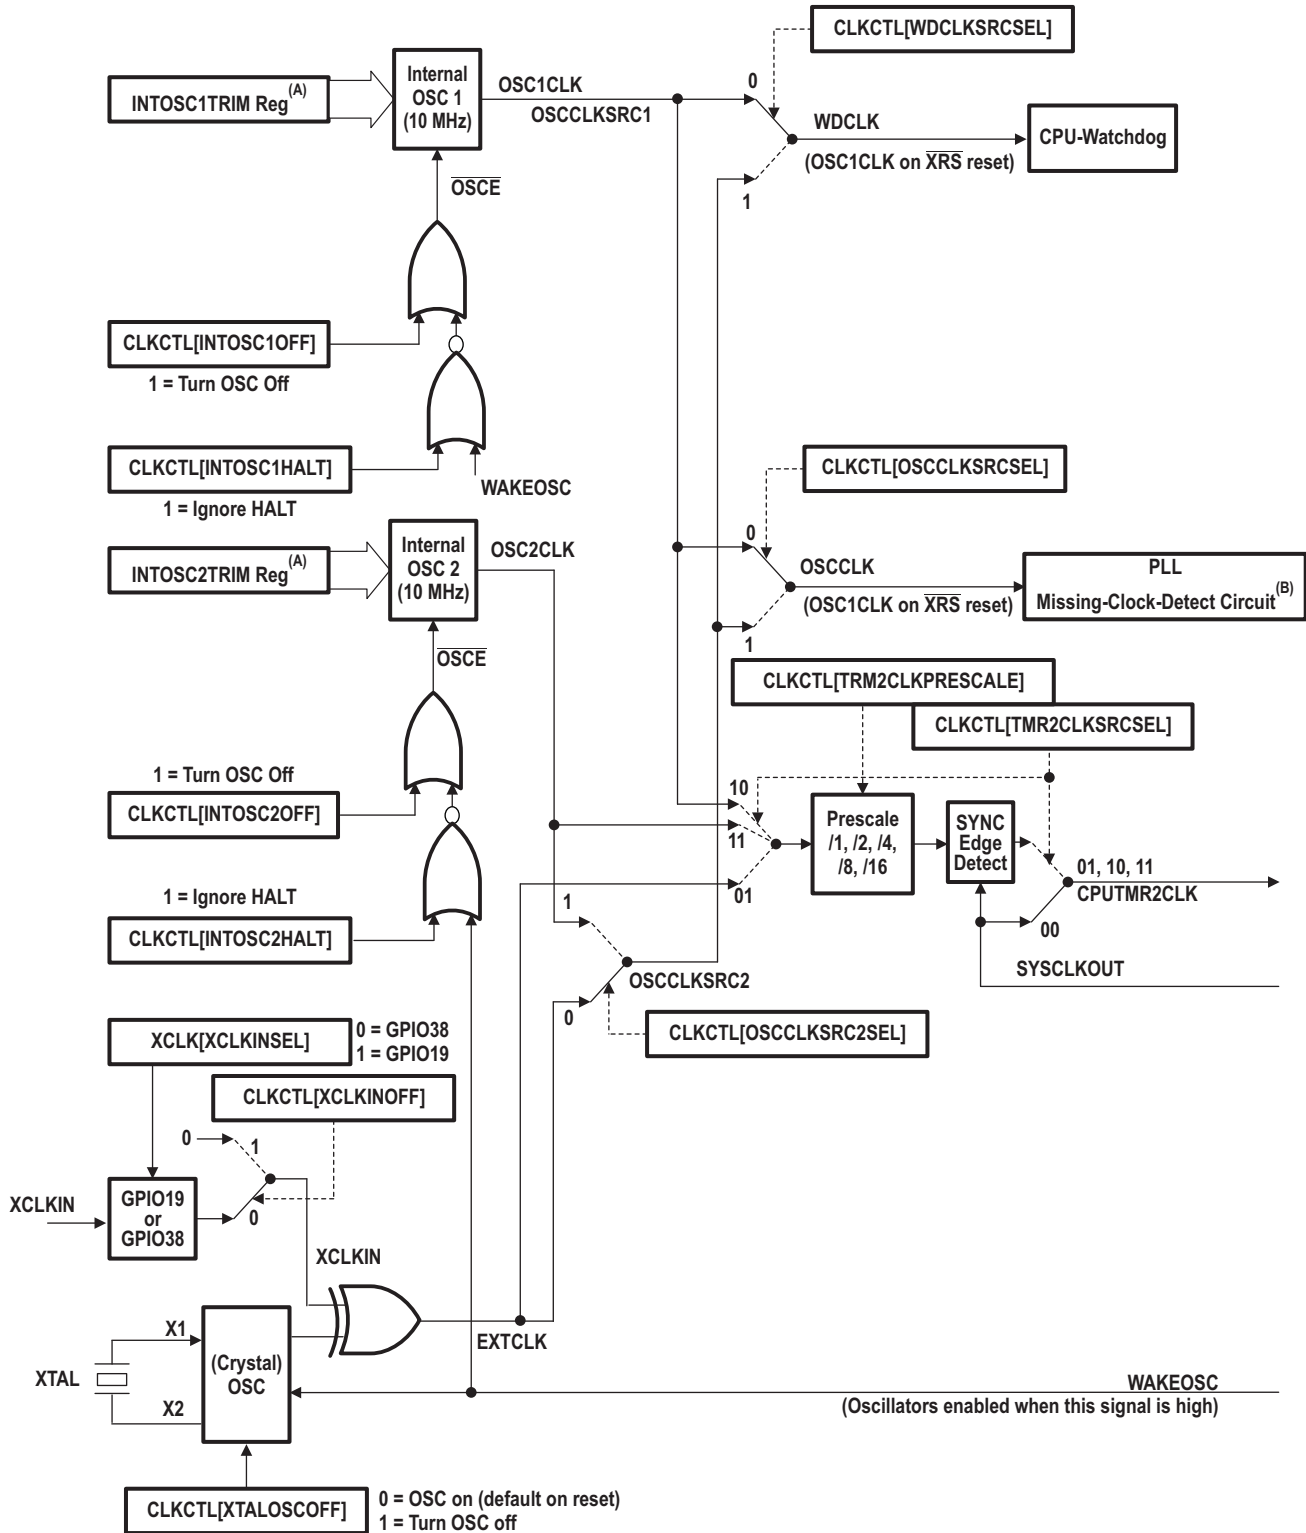 CLKCTL[WDCLKSRCSEL]
INTOSC1TRIM Reg(A)
Internal
OSC 1
(10 MHz)
OSC1CLK
OSCCLKSRC1
0
WDCLK
(OSC1CLK on XRS reset)
CPU-Watchdog
1
OSCE
CLKCTL[INTOSC1OFF]
1 = Turn OSC Off
CLKCTL[INTOSC1HALT]
1 = Ignore HALT
WAKEOSC
CLKCTL[OSCCLKSRCSEL]
INTOSC2TRIM Reg(A)
Internal
OSC 2
(10 MHz)
OSC2CLK
0
OSCCLK
(OSC1CLK on XRS reset)
PLL
Missing-Clock-Detect Circuit(B)
1
OSCE
CLKCTL[TRM2CLKPRESCALE]
CLKCTL[TMR2CLKSRCSEL]
1 = Turn OSC Off
CLKCTL[INTOSC2OFF]
10
11
01
Prescale
/1, /2, /4,
/8, /16
SYNC
Edge
Detect
01, 10, 11
CPUTMR2CLK
00
SYSCLKOUT
1 = Ignore HALT
CLKCTL[INTOSC2HALT]
1
OSCCLKSRC2
0
CLKCTL[OSCCLKSRC2SEL]
XCLK[XCLKINSEL]
0 = GPIO38
1 = GPIO19
CLKCTL[XCLKINOFF]
0
1
XCLKIN
GPIO19
or
GPIO38
0
XCLKIN
EXTCLK
XTAL
X1
X2
(Crystal)
OSC
WAKEOSC
(Oscillators enabled when this signal is high)
CLKCTL[XTALOSCOFF]
0 = OSC on (default on reset)
1 = Turn OSC off